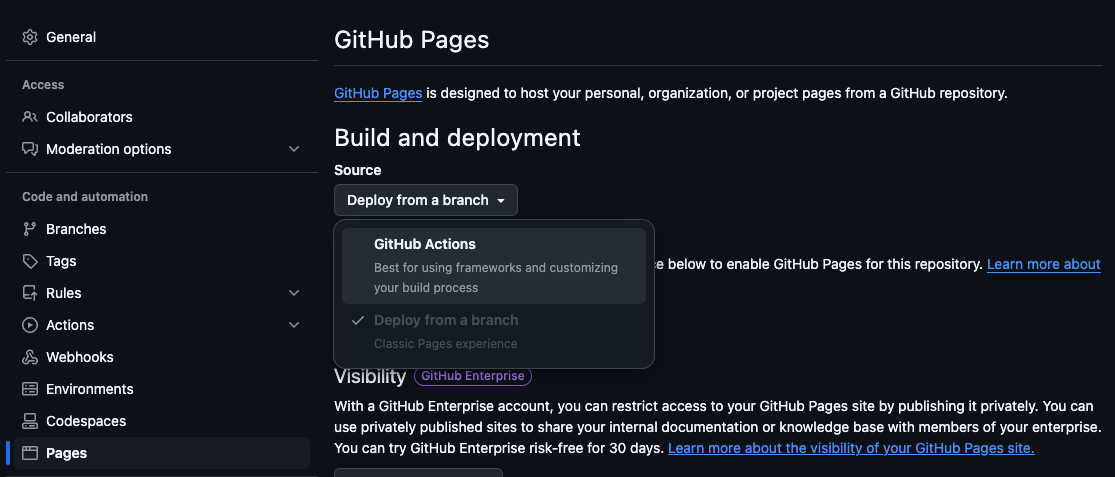 General
Access
Collaborators
Moderation options
Code and automation
Branches
Tags
Rules
Actions
Webhooks
Environments
Codespaces
Pages
GitHub Pages
GitHub Pages is designed to host your personal, organization, or project pages from a GitHub repository.
Build and deployment
Source
Deploy from a branch
GitHub Actions
Best for using frameworks and customizing
your build process
Deploy from a branch
Classic Pages experience
below to enable GitHub Pages for this repository. Learn more about
Visibility GitHub Enterprise
With a GitHub Enterprise account, you can restrict access to your GitHub Pages site by publishing it privately. You can
use privately published sites to share your internal documentation or knowledge base with members of your enterprise.
You can try GitHub Enterprise risk-free for 30 days. Learn more about the visibility of your GitHub Pages site.